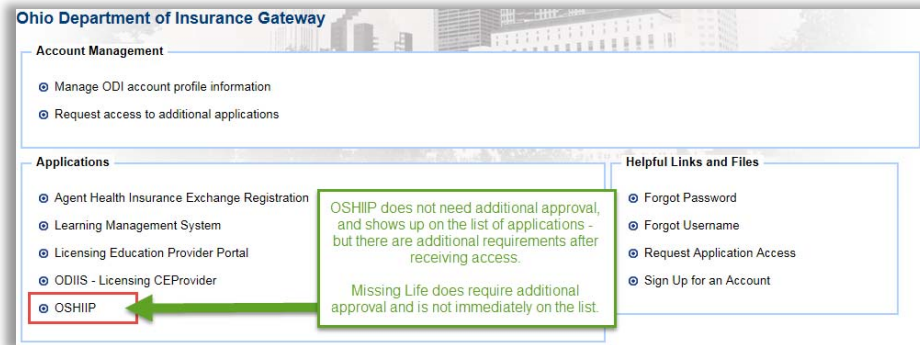 Ohio Department of Insurance Gateway
Account Management
Manage ODI account profile information
Request access to additional applications
Applications
Agent Health Insurance Exchange Registration
Learning Management System
Licensing Education Provider Portal
ODIIS - Licensing CEProvider
OSHIIP
OSHIIP does not need additional approval,
and shows up on the list of applications -
but there are additional requirements after
receiving access.
Missing Life does require additional
approval and is not immediately on the list.
Helpful Links and Files
Forgot Password
Forgot Username
Request Application Access
Sign Up for an Account